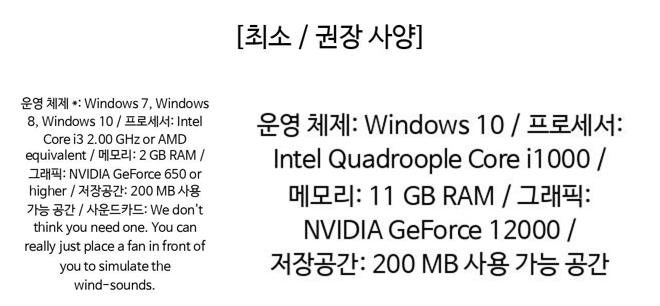 [최소 / 권장 사양]
운영 체제 *: Windows 7, Windows
8, Windows 10 / 프로세서: Intel
Core i3 2.00 GHz or AMD
equivalent / 메모리: 2 GB RAM /
그래픽: NVIDIA GeForce 650 or
higher / 저장공간: 200 MB 사용
가능 공간 / 사운드카드: We don't
think you need one. You can
really just place a fan in front of
you to simulate the
wind-sounds.
운영 체제: Windows 10 / 프로세서:
Intel Quadroople Core i1000 /
메모리: 11 GB RAM / 그래픽:
NVIDIA GeForce 12000 /
저장공간: 200 MB 사용 가능 공간